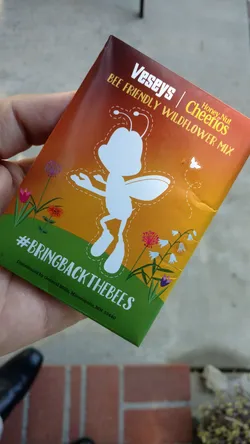 Veseys
Honey Nut
Cheerios
BEE FRIENDLY WILDFLOWER MIX
#BRINGBACKTHEBEES